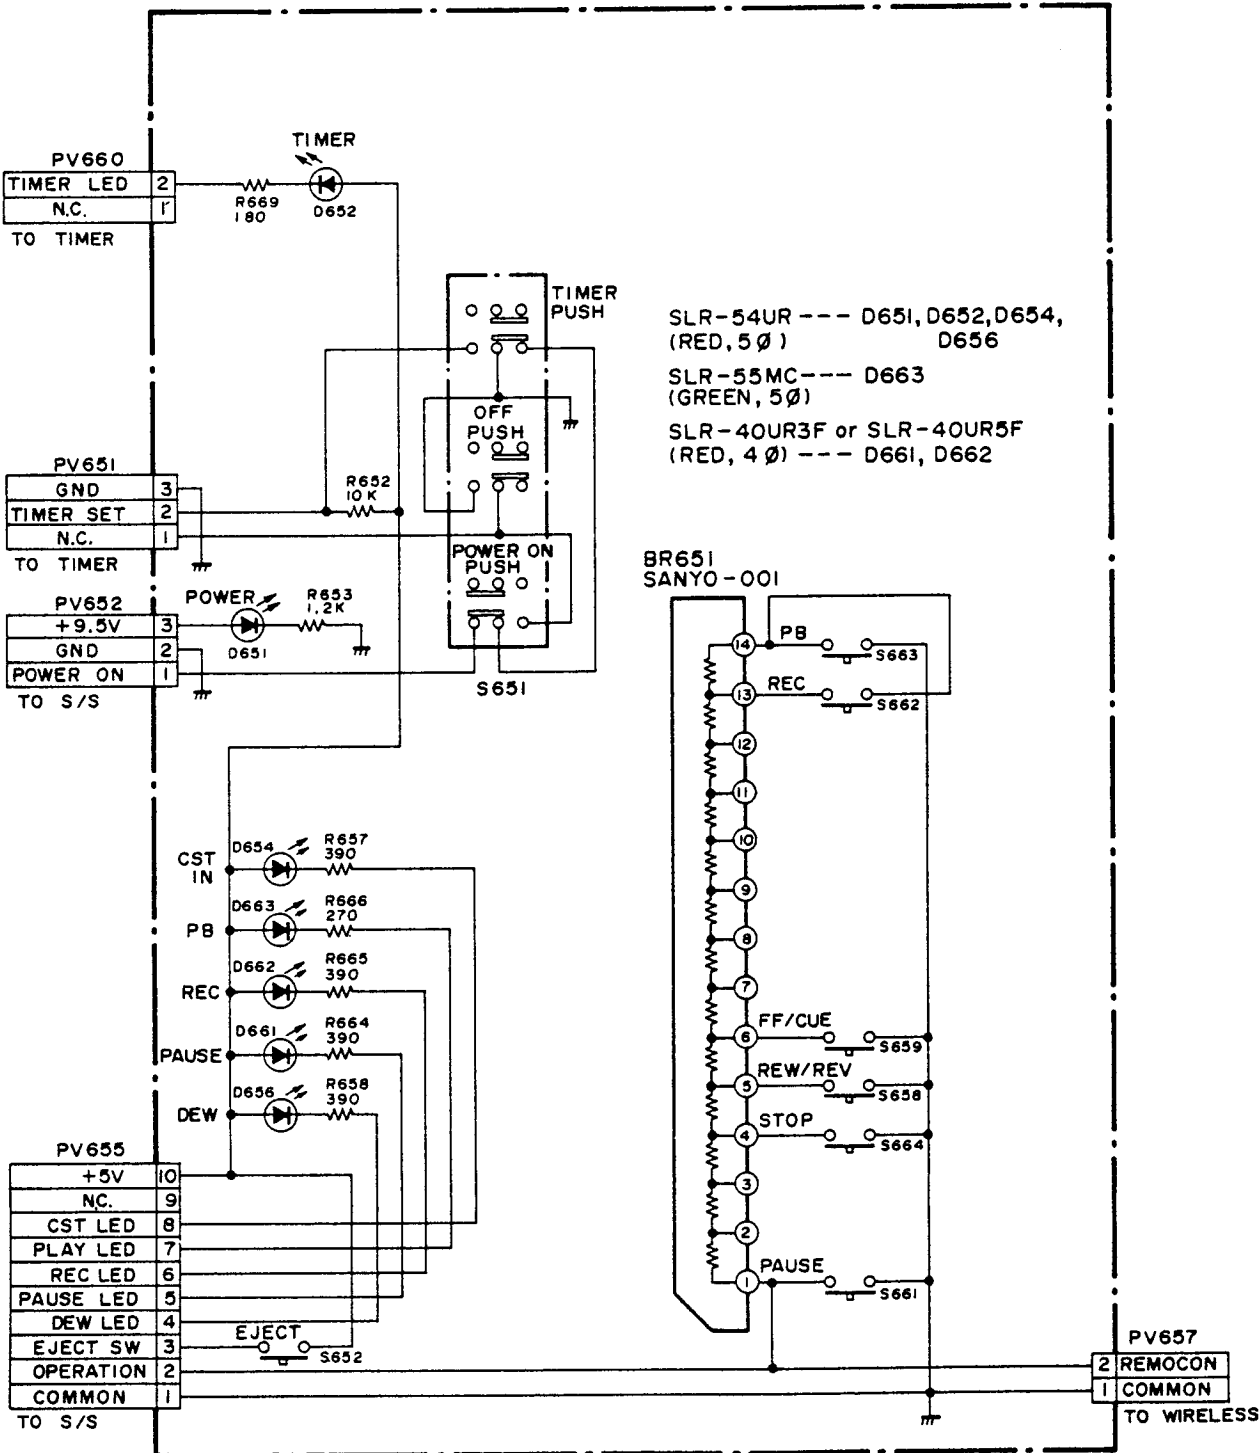 TIMER
PV660
TIMER LED 2
N.C. 1
TO TIMER
R669
180
D652
TIMER
PUSH
SLR-54UR --- D651, D652, D654,
(RED, 5Ø) D656
SLR-55MC --- D663
(GREEN, 5Ø)
SLR-40UR3F or SLR-40UR5F
(RED, 4Ø) --- D661, D662
OFF
PUSH
PV651
GND 3
TIMER SET 2
N.C. 1
TO TIMER
R652
10K
POWER ON
PUSH
S651
PV652
+9.5V 3
GND 2
POWER ON 1
TO S/S
POWER
D651
R653
1.2K
BR651
SANYO-001
14 PB S663
13 REC S662
12
11
10
9
8
7
6 FF/CUE S659
5 REW/REV S658
4 STOP S664
3
2
1 PAUSE S661
CST
IN
D654
R657
390
PB
D663
R666
270
REC
D662
R665
390
PAUSE
D661
R664
390
DEW
D656
R658
390
PV655
+5V 10
N.C. 9
CST LED 8
PLAY LED 7
REC LED 6
PAUSE LED 5
DEW LED 4
EJECT SW 3
OPERATION 2
COMMON 1
TO S/S
EJECT
S652
PV657
2 REMOCON
1 COMMON
TO WIRELESS